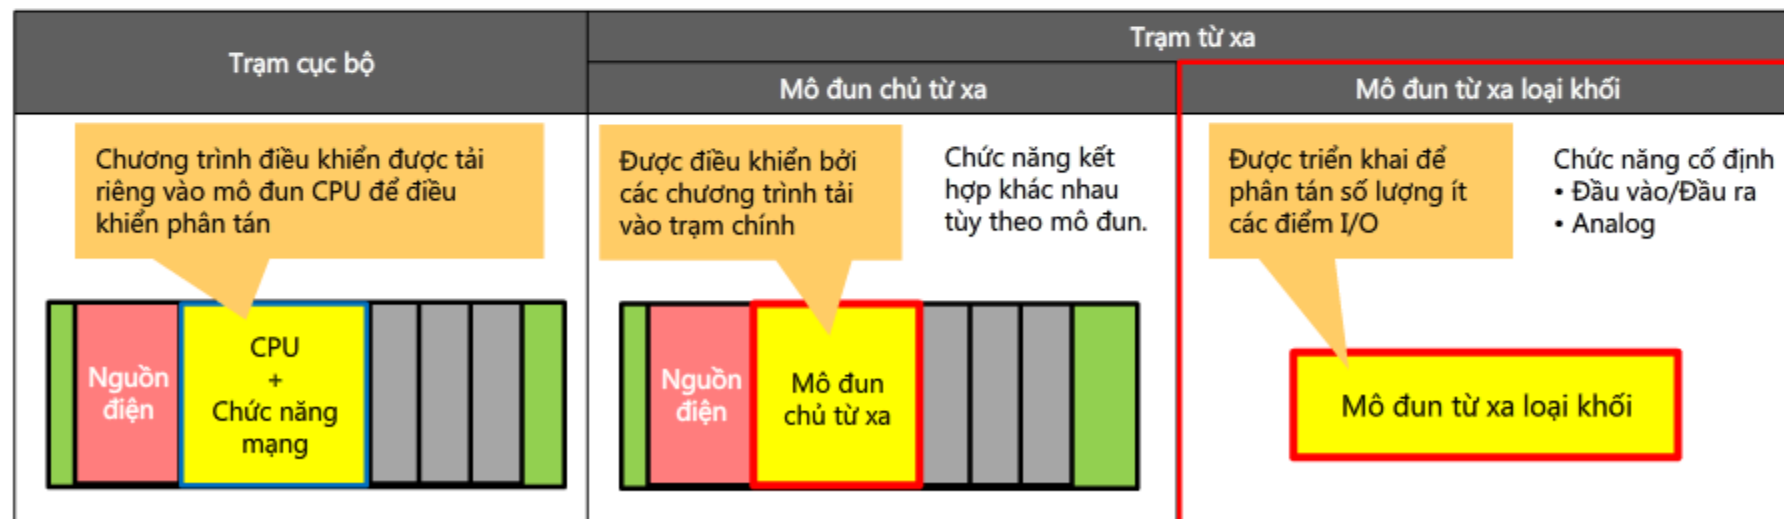 Trạm cục bộ
Trạm từ xa
Mô đun chủ từ xa
Mô đun từ xa loại khối
Chương trình điều khiển được tải
riêng vào mô đun CPU để điều
khiển phân tán
Nguồn
điện
CPU
+
Chức năng
mạng
Được điều khiển bởi
các chương trình tải
vào trạm chính
Chức năng kết
hợp khác nhau
tùy theo mô đun.
Nguồn
điện
Mô đun
chủ từ xa
Được triển khai để
phân tán số lượng ít
các điểm I/O
Chức năng cố định
• Đầu vào/Đầu ra
• Analog
Mô đun từ xa loại khối